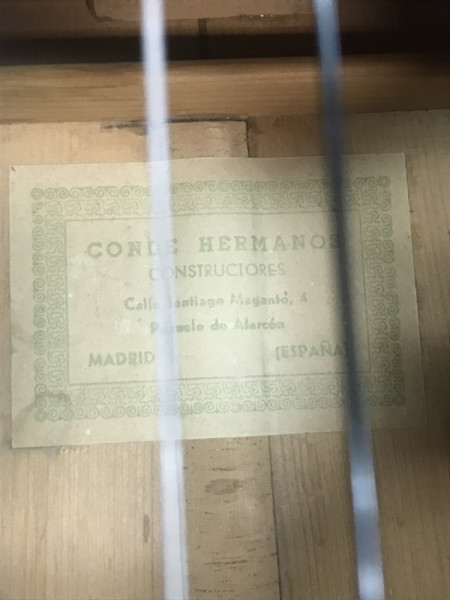 CONDE HERMANOS
CONSTRUCTORES
Calle Santiago Magantó, 4
Pozuelo de Alarcón
MADRID (ESPAÑA)